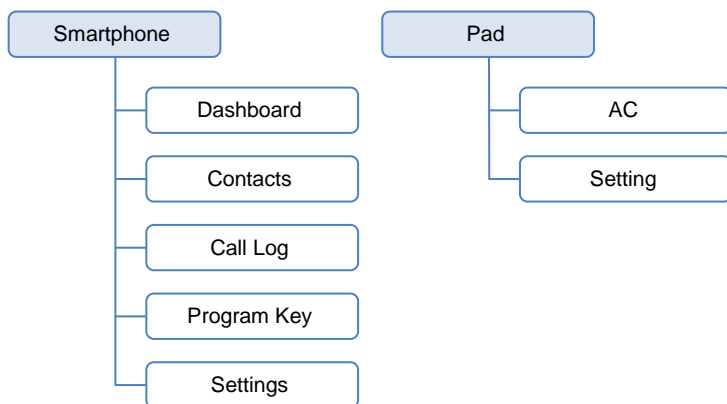 Smartphone
Dashboard
Contacts
Call Log
Program Key
Settings
Pad
AC
Setting